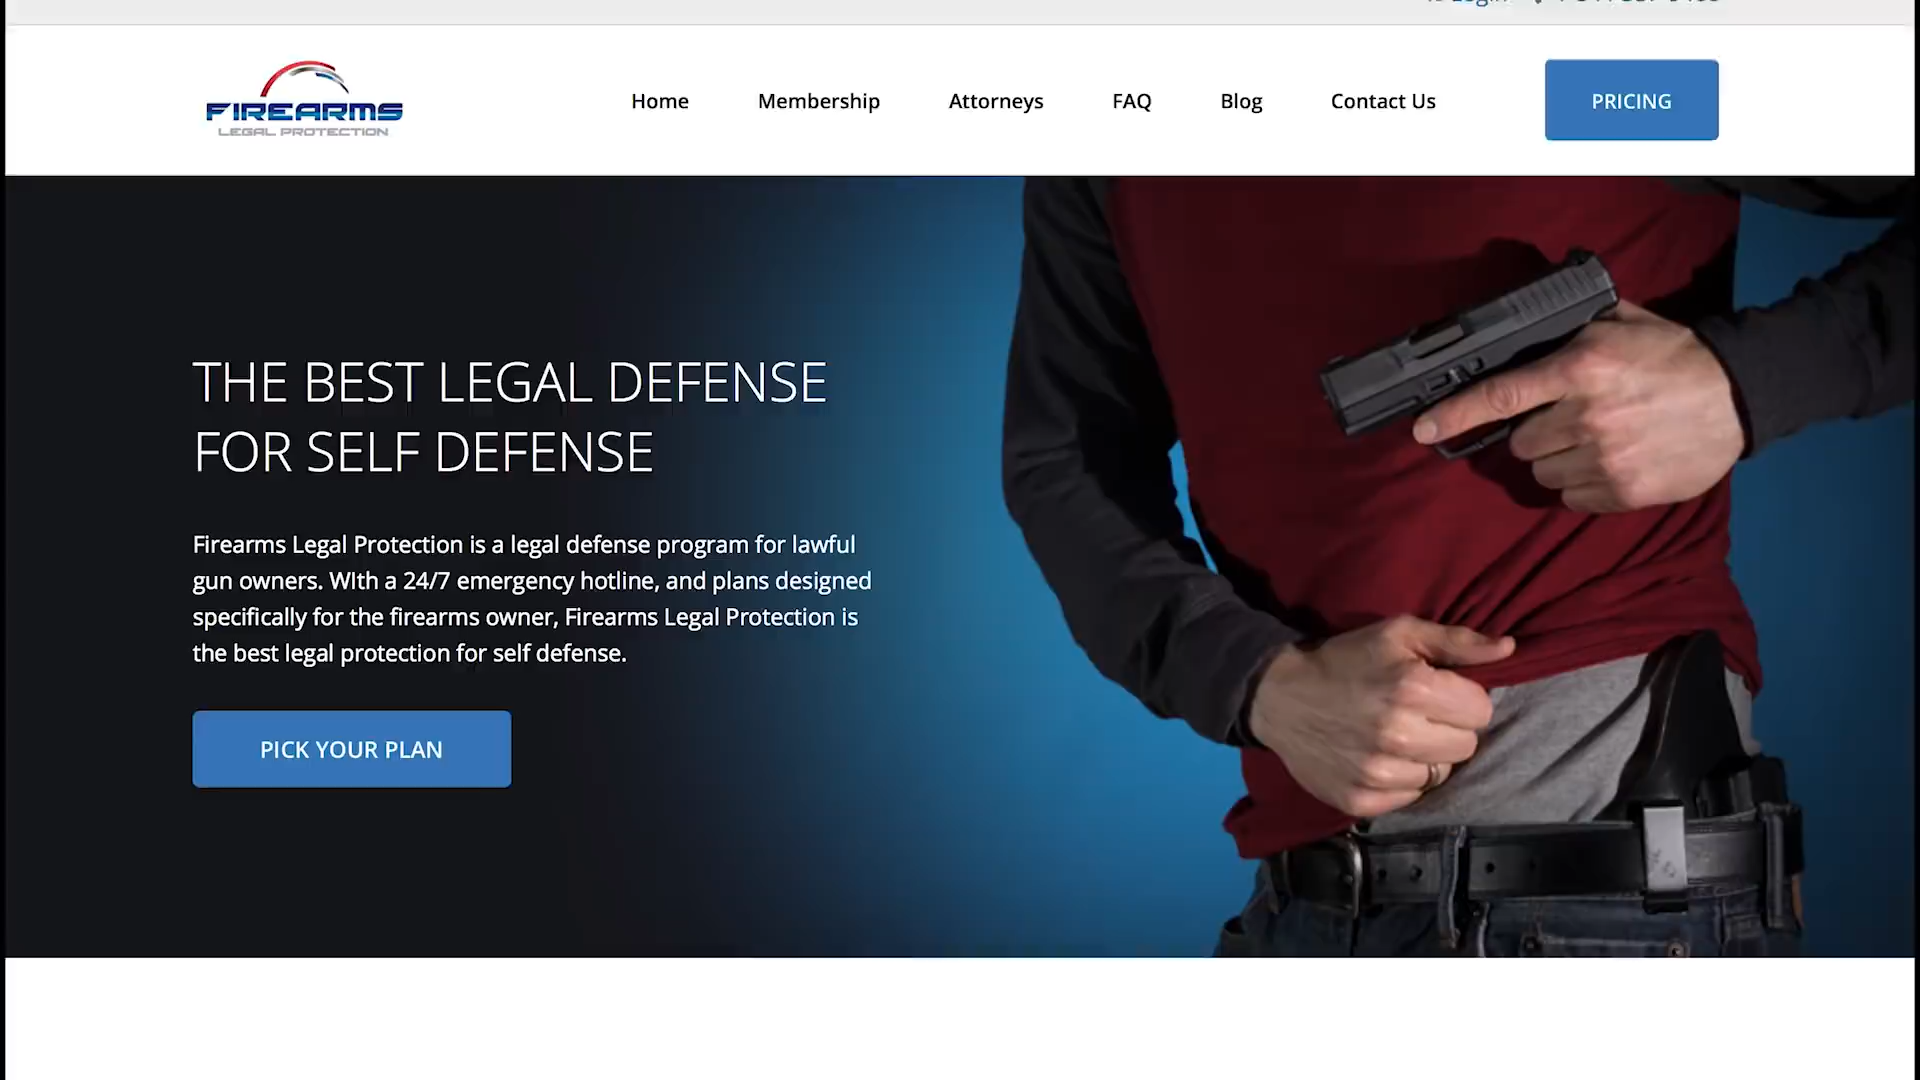 Login
FIREARMS
LEGAL PROTECTION
Home
Membership
Attorneys
FAQ
Blog
Contact Us
PRICING
THE BEST LEGAL DEFENSE
FOR SELF DEFENSE
Firearms Legal Protection is a legal defense program for lawful
gun owners. WIth a 24/7 emergency hotline, and plans designed
specifically for the firearms owner, Firearms Legal Protection is
the best legal protection for self defense.
PICK YOUR PLAN